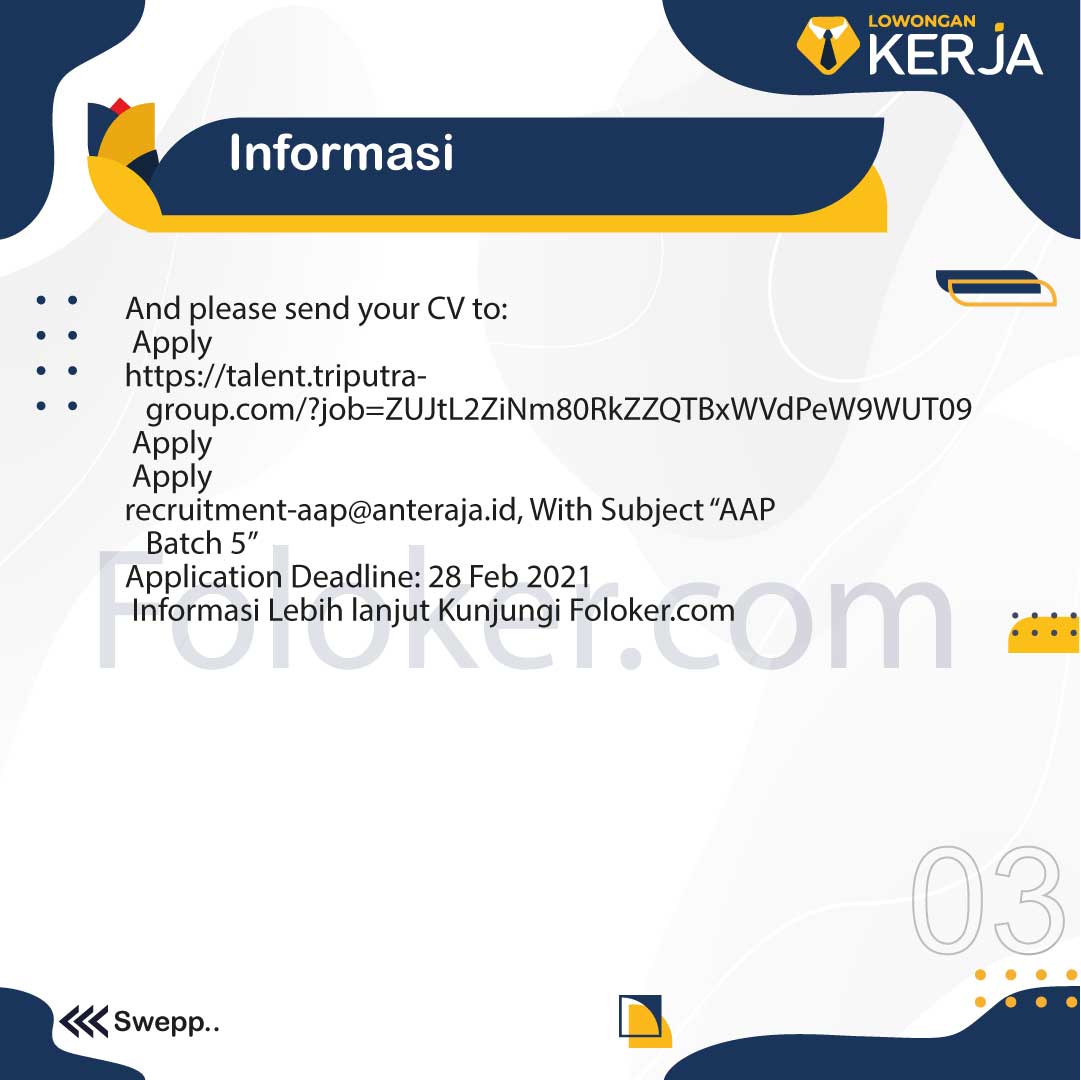 LOWONGAN
KERJA
Informasi
And please send your CV to:
Apply
https://talent.triputra-
group.com/?job=ZUJtL2ZiNm80RkZZQTBxWVdPeW9WUT09
Apply
Apply
recruitment-aap@anteraja.id, With Subject “AAP
Batch 5”
Application Deadline: 28 Feb 2021
Informasi Lebih lanjut Kunjungi Foloker.com
Foloker.com
03
Swepp..